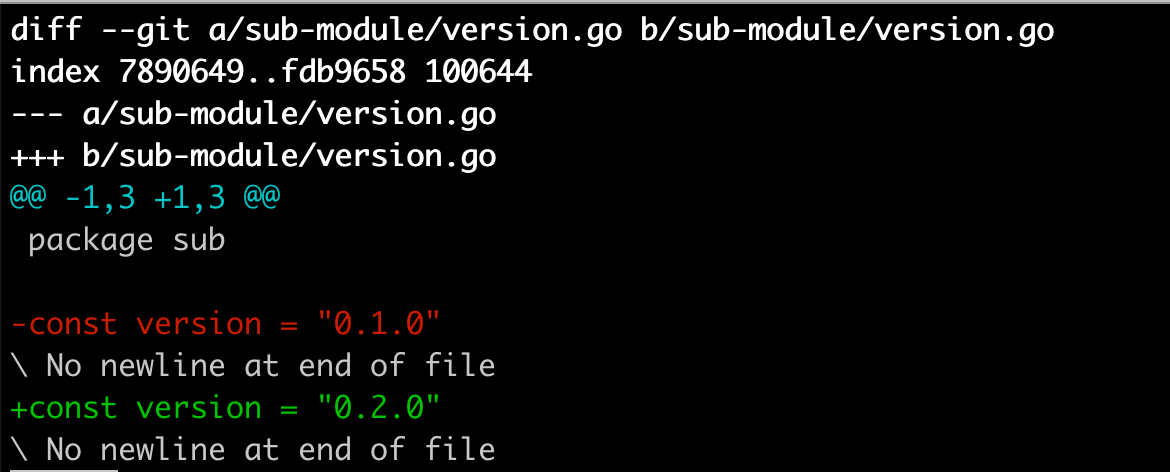 diff --git a/sub-module/version.go b/sub-module/version.go
index 7890649..fdb9658 100644
--- a/sub-module/version.go
+++ b/sub-module/version.go
@@ -1,3 +1,3 @@
 package sub

-const version = "0.1.0"
\ No newline at end of file
+const version = "0.2.0"
\ No newline at end of file